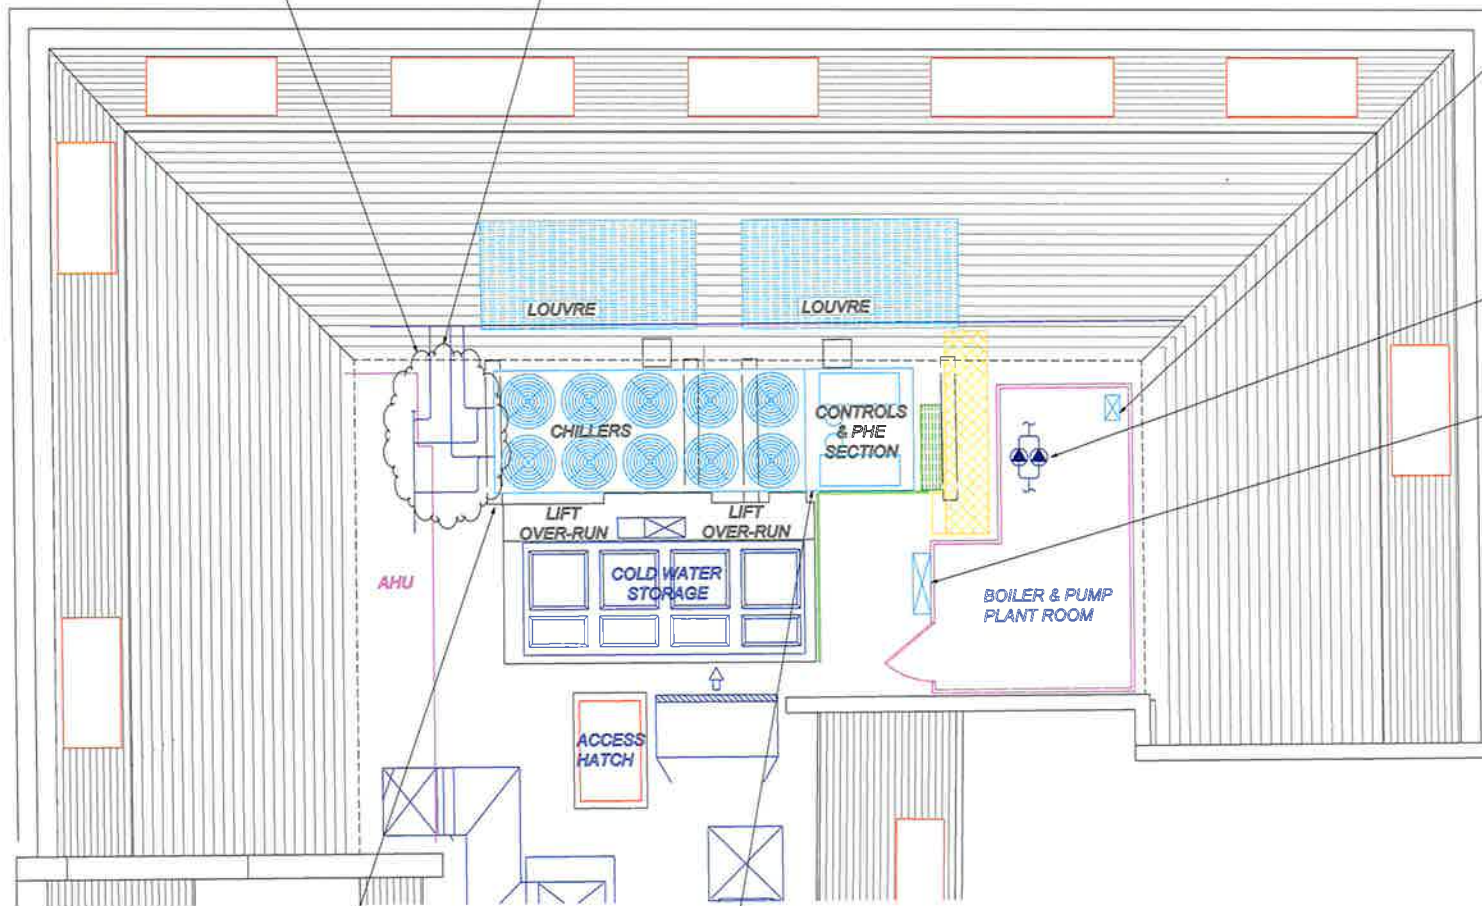 LOUVRE
LOUVRE
CHILLERS
CONTROLS
& PHE
SECTION
LIFT
OVER-RUN
LIFT
OVER-RUN
COLD WATER
STORAGE
AHU
BOILER & PUMP
PLANT ROOM
ACCESS
HATCH